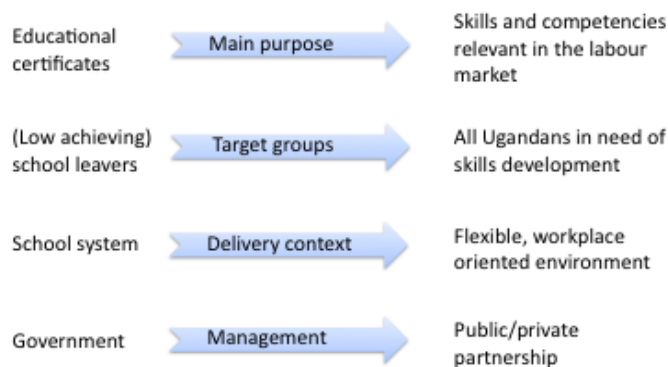 Educational
certificates
Main purpose
Skills and competencies
relevant in the labour
market
(Low achieving)
school leavers
Target groups
All Ugandans in need of
skills development
School system
Delivery context
Flexible, workplace
oriented environment
Government
Management
Public/private
partnership